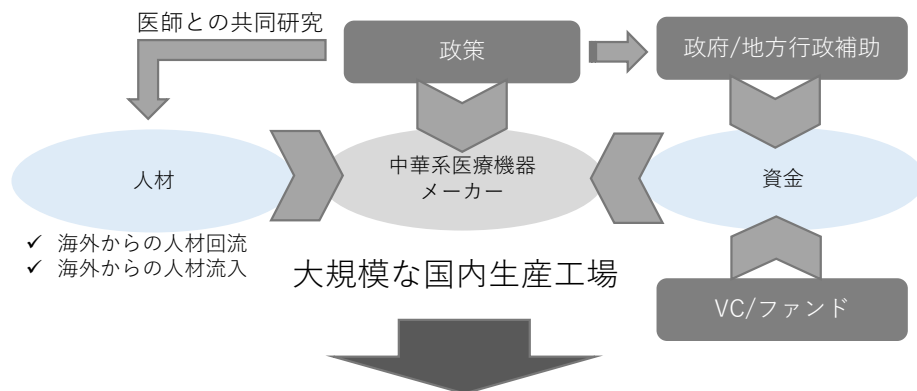 医師との共同研究
政策
政府/地方行政補助
人材
中華系医療機器
メーカー
資金
✓ 海外からの人材回流
✓ 海外からの人材流入
大規模な国内生産工場
VC/ファンド